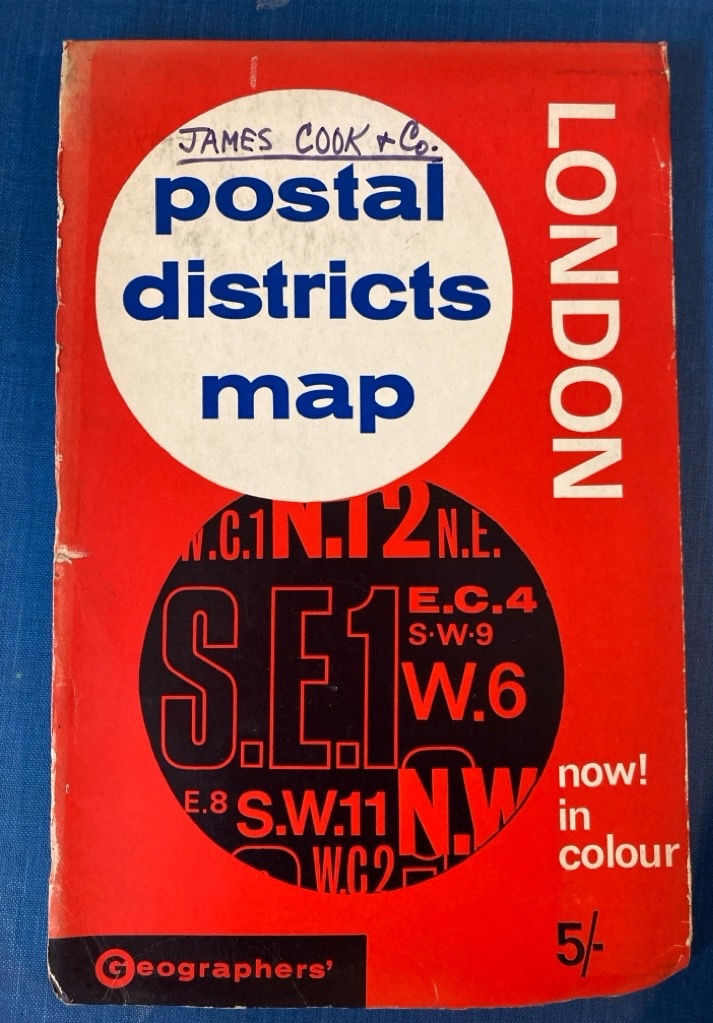 JAMES COOK & Co.
postal
districts
map
LONDON
W.C.1 N.12 N.E.
S.E.1
E.C.4
S·W·9
W.6
E.8 S.W.11 N.W
W.C2
now!
in
colour
5/-
Geographers'